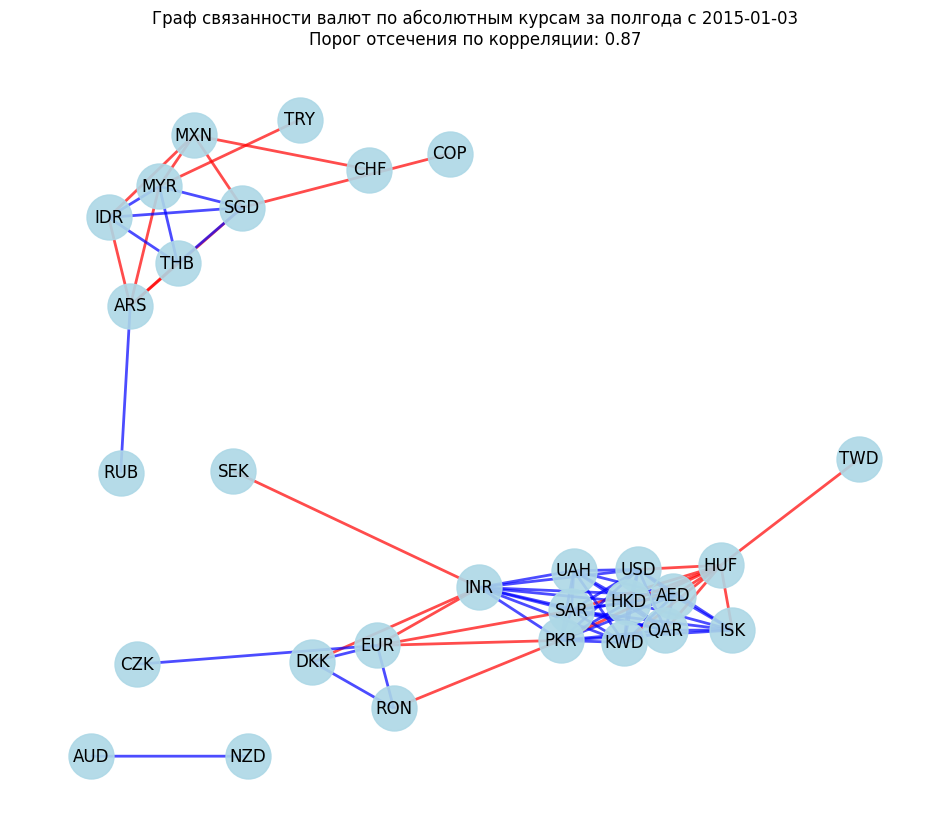 Граф связанности валют по абсолютным курсам за полгода с 2015-01-03
Порог отсечения по корреляции: 0.87
TRY
MXN
COP
CHF
MYR
SGD
IDR
THB
ARS
TWD
SEK
RUB
HUF
USD
UAH
INR
AED
HKD
SAR
QAR
ISK
PKR
KWD
EUR
DKK
CZK
RON
AUD
NZD